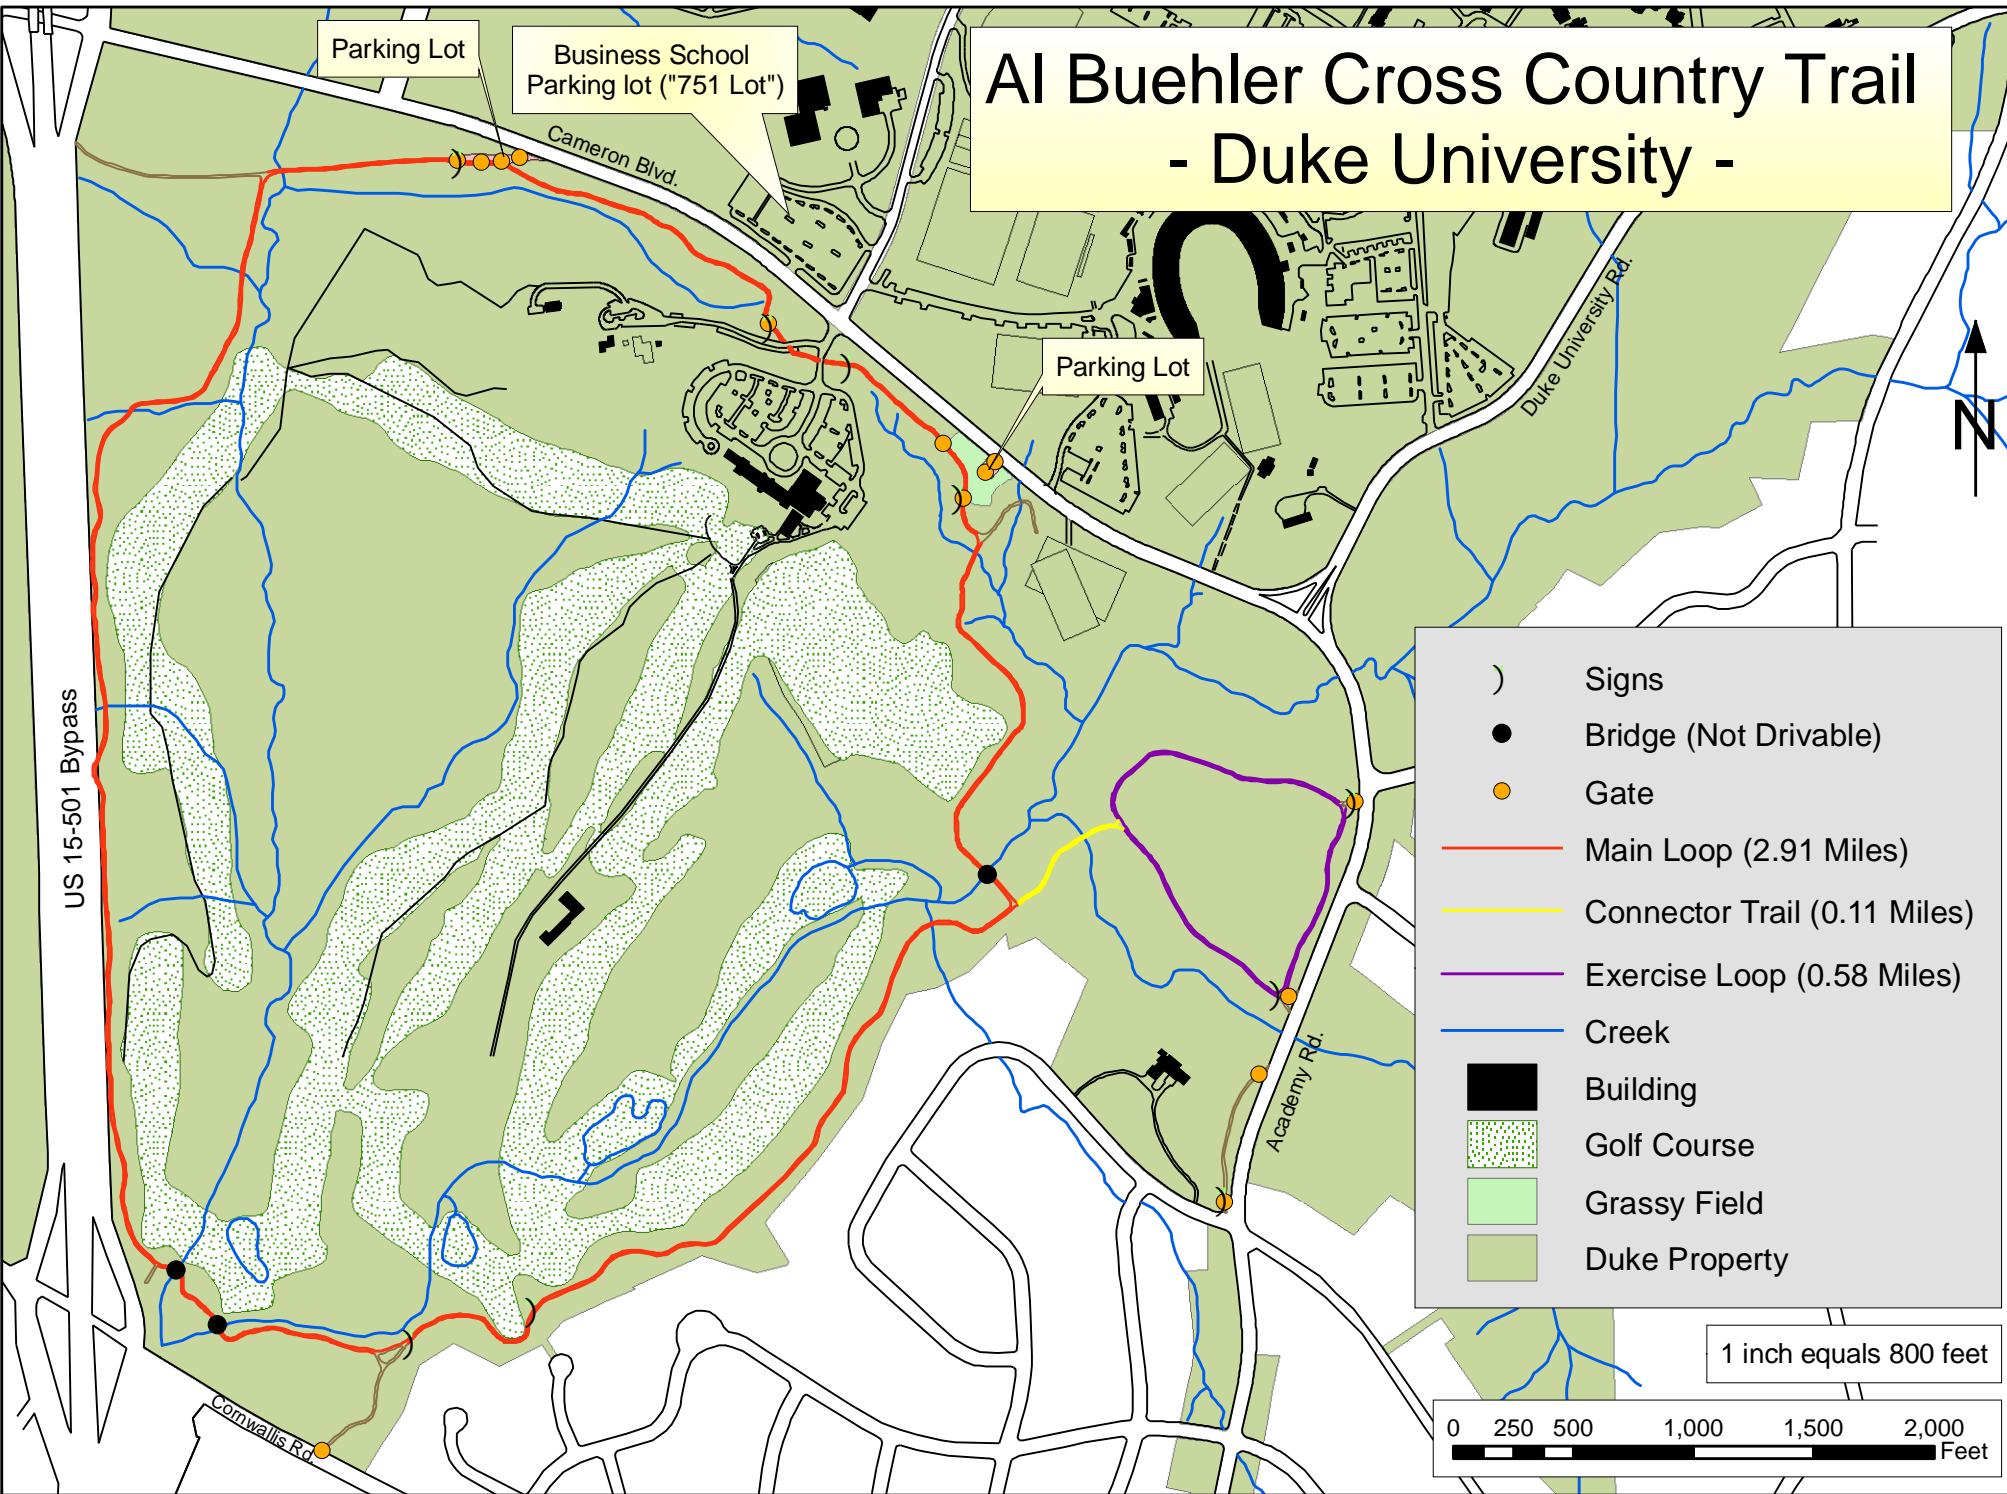 Al Buehler Cross Country Trail
- Duke University -
Parking Lot
Business School
Parking lot ("751 Lot")
Cameron Blvd.
Parking Lot
Duke University Rd.
N
US 15-501 Bypass
Academy Rd.
Cornwallis Rd.
Signs
Bridge (Not Drivable)
Gate
Main Loop (2.91 Miles)
Connector Trail (0.11 Miles)
Exercise Loop (0.58 Miles)
Creek
Building
Golf Course
Grassy Field
Duke Property
1 inch equals 800 feet
0 250 500 1,000 1,500 2,000
Feet